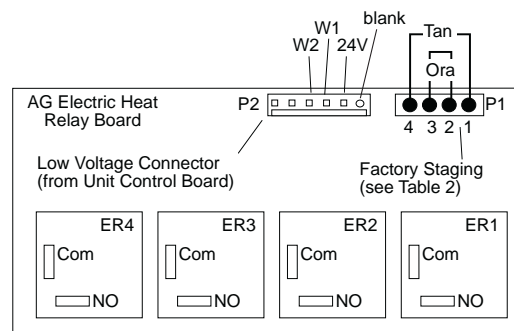 blank
W1
W2 24V
Tan
Ora
AG Electric Heat
Relay Board
P2
P1
4 3 2 1
Low Voltage Connector
(from Unit Control Board)
Factory Staging
(see Table 2)
ER4
Com
NO
ER3
Com
NO
ER2
Com
NO
ER1
Com
NO